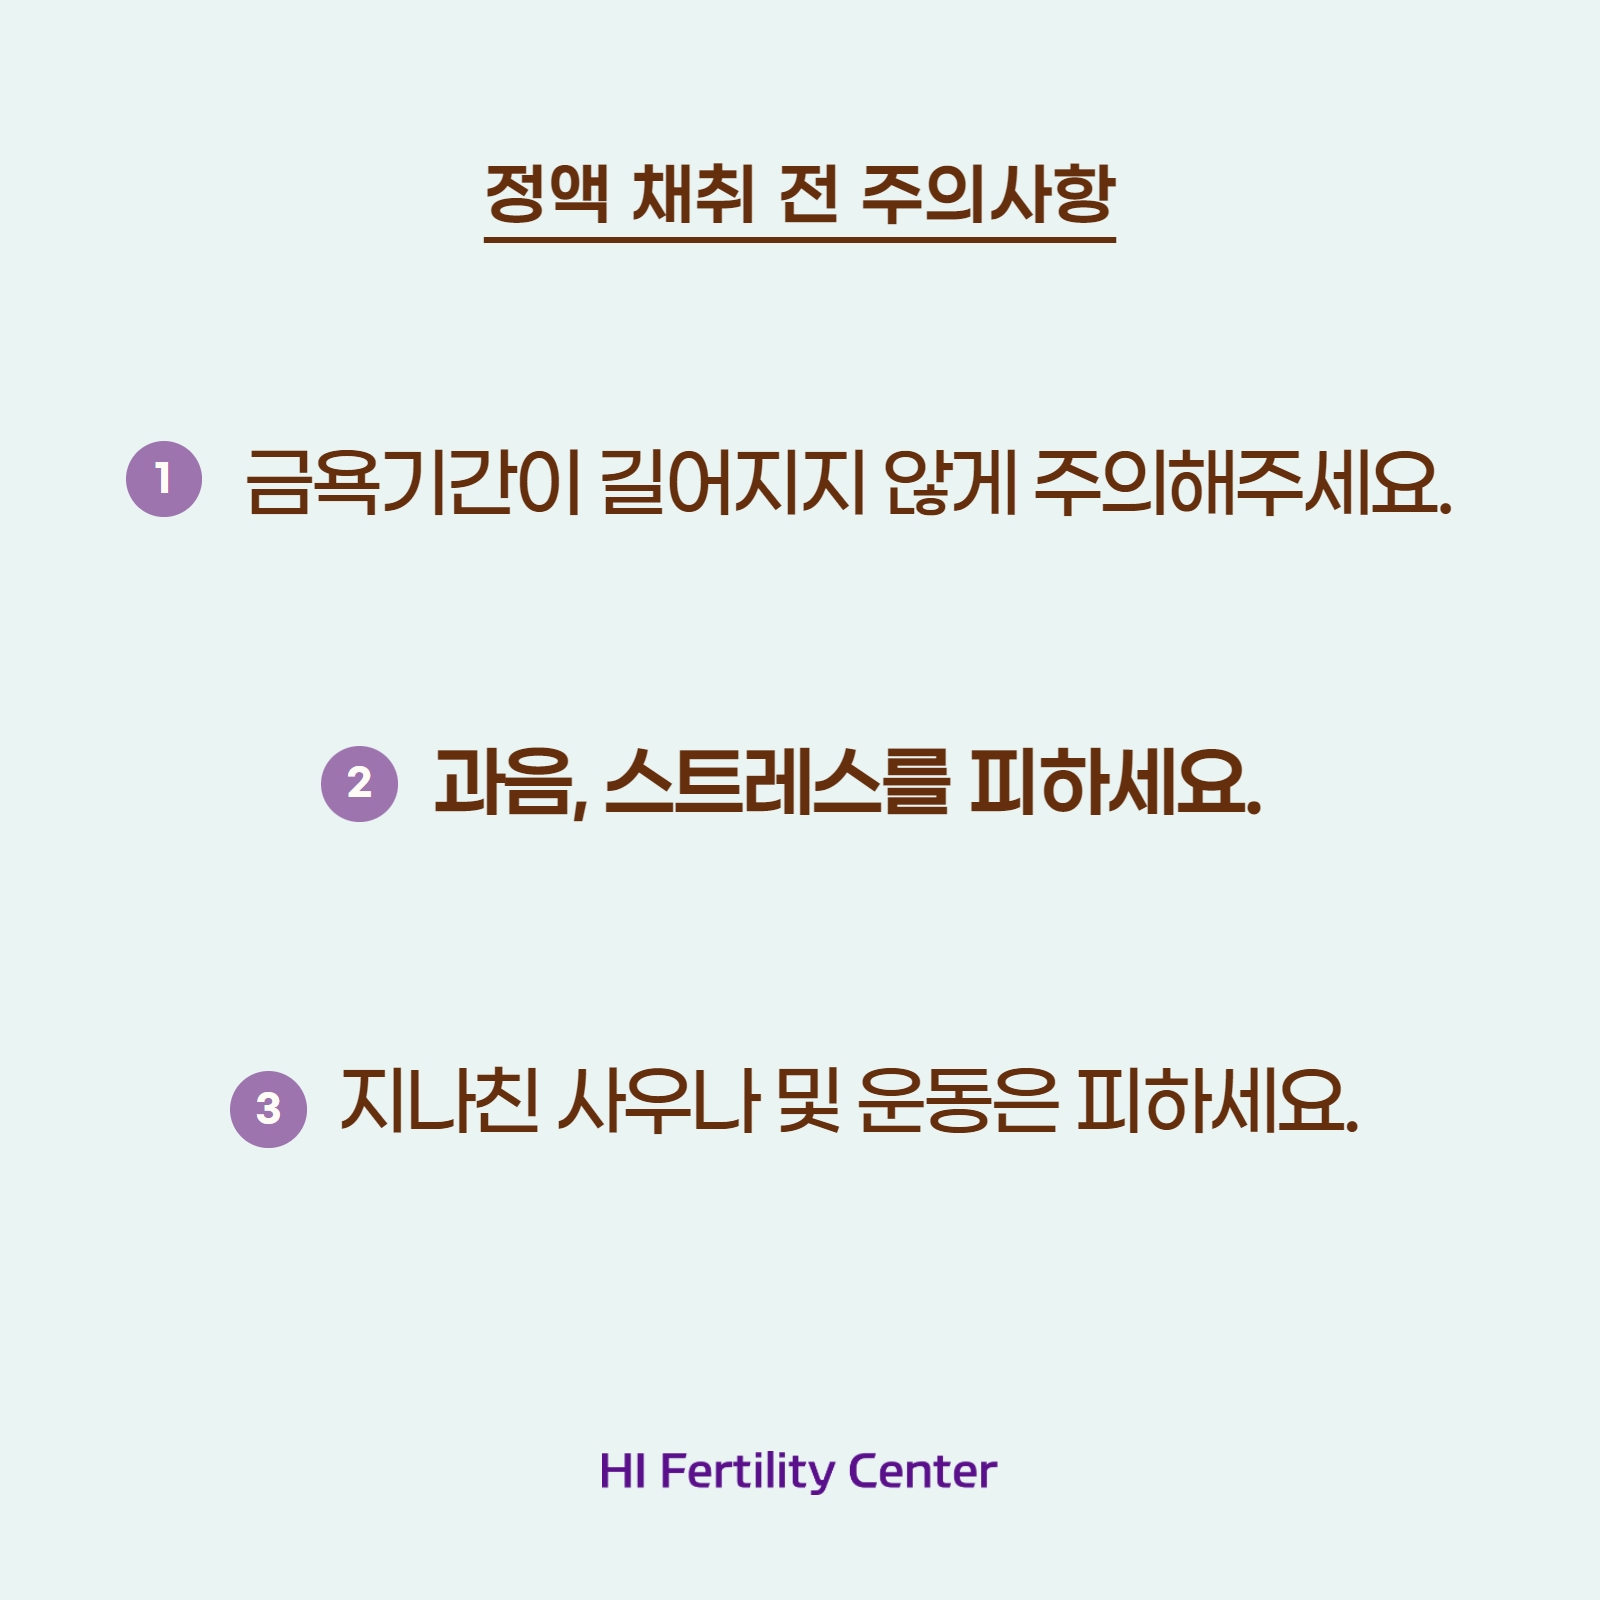 정액 채취 전 주의사항
1 금욕기간이 길어지지 않게 주의해주세요.
2 과음, 스트레스를 피하세요.
3 지나친 사우나 및 운동은 피하세요.
HI Fertility Center